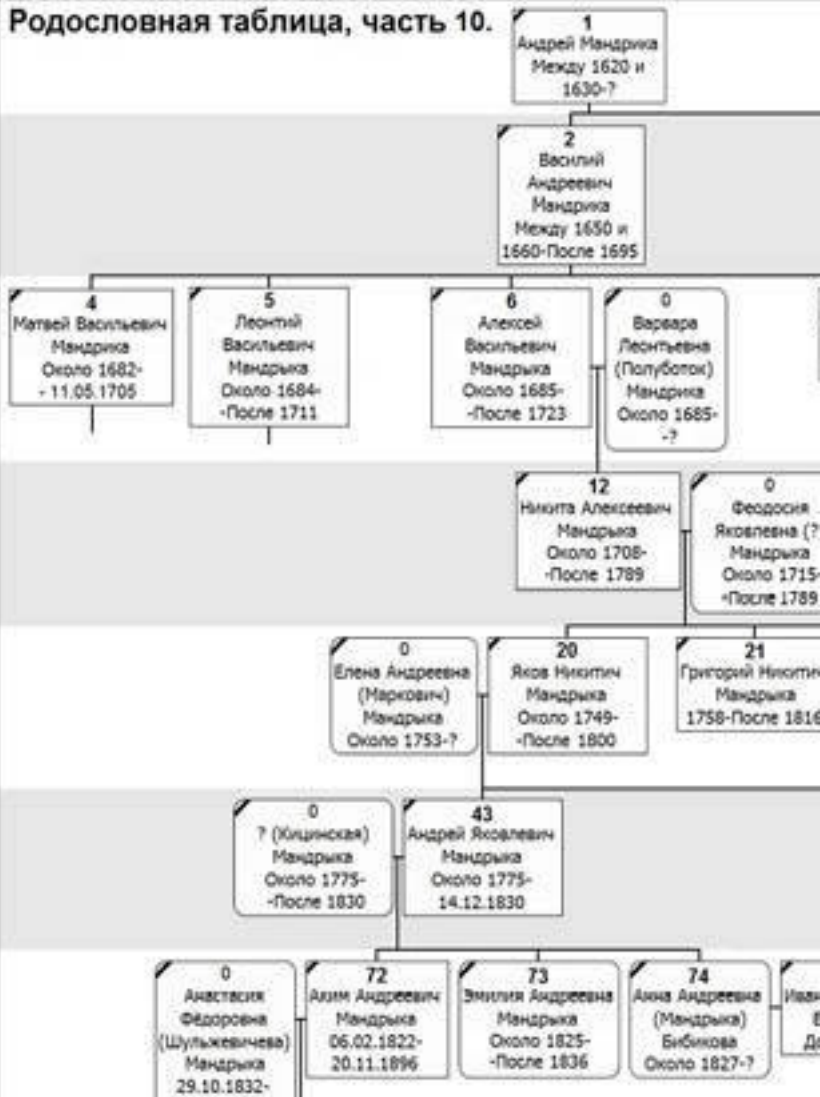 Родословная таблица, часть 10.
1
Андрей Мандрика
Между 1620 и
1630-?
2
Василий
Андреевич
Мандрика
Между 1650 и
1660-После 1695
4
Матвей Васильевич
Мандрика
Около 1682-
- 11.05.1705
5
Леонтий
Васильевич
Мандрыка
Около 1684-
-После 1711
6
Алексей
Васильевич
Мандрыка
Около 1685-
-После 1723
0
Варвара
Леонтьевна
(Полуботок)
Мандрика
Около 1685-
-?
12
Никита Алексеевич
Мандрыка
Около 1708-
-После 1789
0
Феодосия
Яковлевна (?
Мандрыка
Около 1715-
-После 1789
0
Елена Андреевна
(Маркович)
Мандрыка
Около 1753-?
20
Яков Никитич
Мандрыка
Около 1749-
-После 1800
21
Григорий Никитич
Мандрыка
1758-После 1816
0
? (Кицинская)
Мандрыка
Около 1775-
-После 1830
43
Андрей Яковлевич
Мандрыка
Около 1775-
14.12.1830
0
Анастасия
Фёдоровна
(Шульжевичева)
Мандрыка
29.10.1832-
72
Аким Андреевич
Мандрыка
06.02.1822-
20.11.1896
73
Эмилия Андреевна
Мандрыка
Около 1825-
-После 1836
74
Анна Андреевна
(Мандрыка)
Бибикова
Около 1827-?
Иван